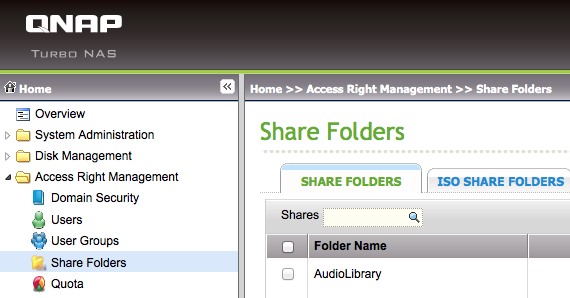 QNAP
TURBO NAS
Home
Home >> Access Right Management >> Share Folders
Overview
System Administration
Disk Management
Access Right Management
Domain Security
Users
User Groups
Share Folders
Quota
Share Folders
SHARE FOLDERS
ISO SHARE FOLDERS
Shares
Folder Name
AudioLibrary